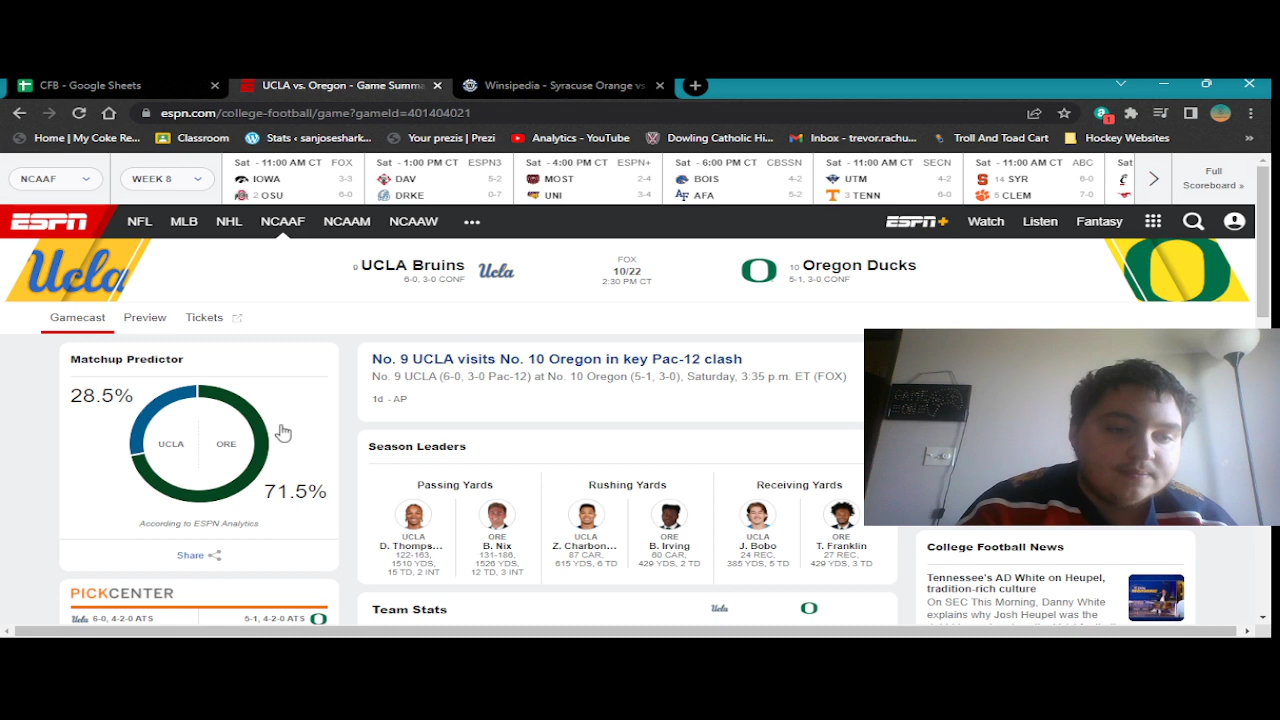 CFB - Google Sheets
UCLA vs. Oregon - Game Summa
Winsipedia - Syracuse Orange vs
espn.com/college-football/game?gameId=401404021
Home | My Coke Re... Classroom Stats ‹ sanjoseshark... Your prezis | Prezi Analytics - YouTube Dowling Catholic Hi... Inbox - trevor.rachu... Troll And Toad Cart Hockey Websites »
NCAAF WEEK 8
Sat - 11:00 AM CT FOX
IOWA 3-3
2 OSU 6-0
Sat - 1:00 PM CT ESPN3
DAV 5-2
DRKE 0-7
Sat - 4:00 PM CT ESPN+
MOST 2-4
UNI 3-4
Sat - 6:00 PM CT CBSSN
BOIS 4-2
AFA 5-2
Sat - 11:00 AM CT SECN
UTM 4-2
3 TENN 6-0
Sat - 11:00 AM CT ABC
14 SYR 6-0
5 CLEM 7-0
Sat
Full
Scoreboard »
ESPN NFL MLB NHL NCAAF NCAAM NCAAW ••• ESPN+ Watch Listen Fantasy
Ucla
9 UCLA Bruins Ucla
6-0, 3-0 CONF
FOX
10/22
2:30 PM CT
10 Oregon Ducks
5-1, 3-0 CONF
Gamecast Preview Tickets
Matchup Predictor
28.5%
UCLA ORE
71.5%
According to ESPN Analytics
Share
PICKCENTER
Ucla 6-0, 4-2-0 ATS 5-1, 4-2-0 ATS
No. 9 UCLA visits No. 10 Oregon in key Pac-12 clash
No. 9 UCLA (6-0, 3-0 Pac-12) at No. 10 Oregon (5-1, 3-0), Saturday, 3:35 p.m. ET (FOX)
1d - AP
Season Leaders
Passing Yards
UCLA
D. Thomps...
122-163,
1510 YDS,
15 TD, 2 INT
ORE
B. Nix
131-186,
1526 YDS,
12 TD, 3 INT
Rushing Yards
UCLA
Z. Charbon...
87 CAR,
615 YDS, 6 TD
ORE
B. Irving
60 CAR,
429 YDS, 2 TD
Receiving Yards
UCLA
J. Bobo
24 REC,
385 YDS, 5 TD
ORE
T. Franklin
27 REC,
429 YDS, 3 TD
Team Stats Ucla
College Football News
Tennessee's AD White on Heupel,
tradition-rich culture
On SEC This Morning, Danny White
explains why Josh Heupel was the